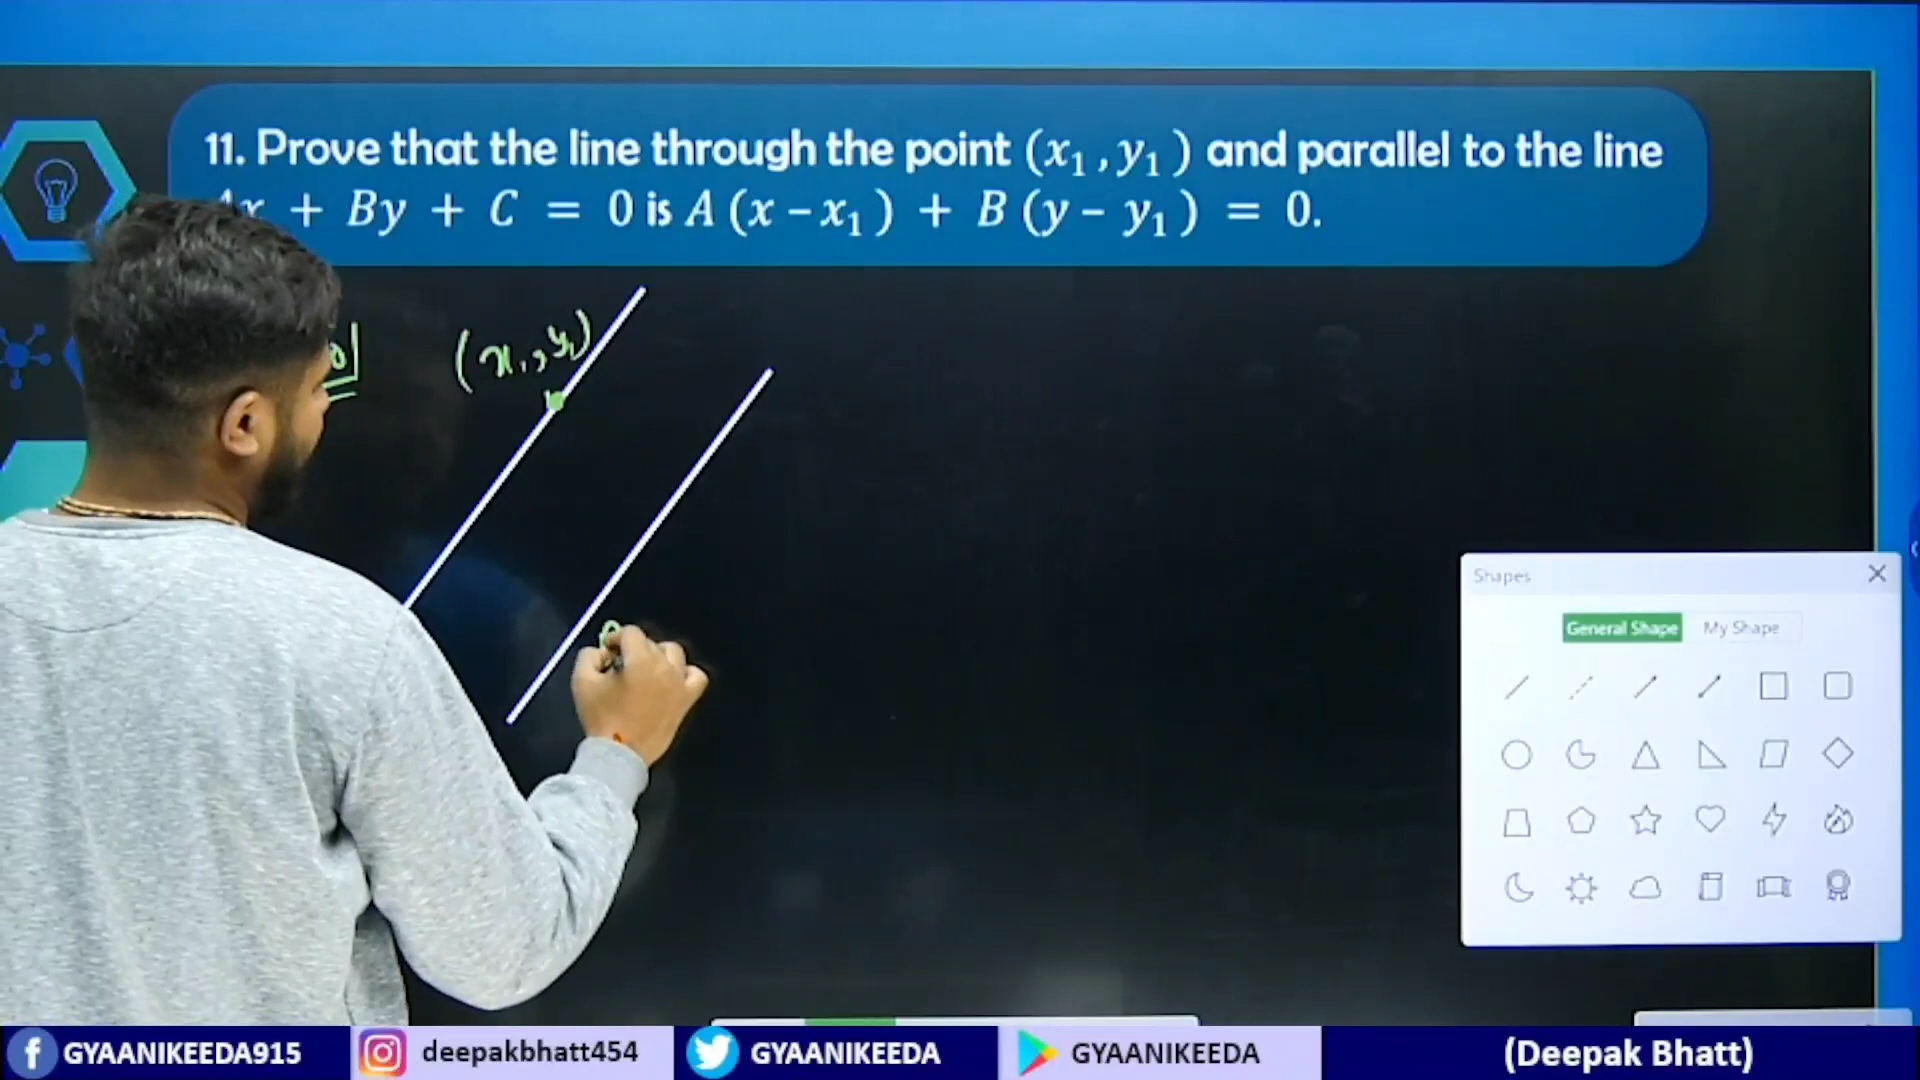 11. Prove that the line through the point (x₁, y₁) and parallel to the line
x + By + C = 0 is A (x – x₁) + B (y – y₁) = 0.
(x₁, y₁)
Shapes
General Shape My Shape
GYAANIKEEDA915 deepakbhatt454 GYAANIKEEDA GYAANIKEEDA (Deepak Bhatt)